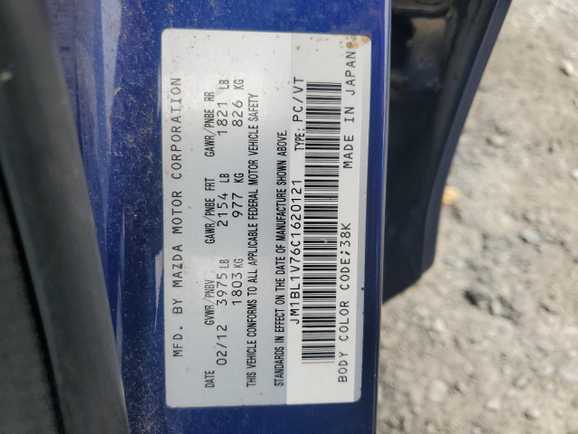 MFD. BY MAZDA MOTOR CORPORATION
GVWR/PNBV GAWR/PNBE FRT GAWR/PNBE RR
DATE 02/12 3975 LB 2154 LB 1821 LB
1803 KG 977 KG 826 KG
THIS VEHICLE CONFORMS TO ALL APPLICABLE FEDERAL MOTOR VEHICLE SAFETY
STANDARDS IN EFFECT ON THE DATE OF MANUFACTURE SHOWN ABOVE.
JM1BL1V76C1620121 TYPE: PC/VT
BODY COLOR CODE;38K MADE IN JAPAN